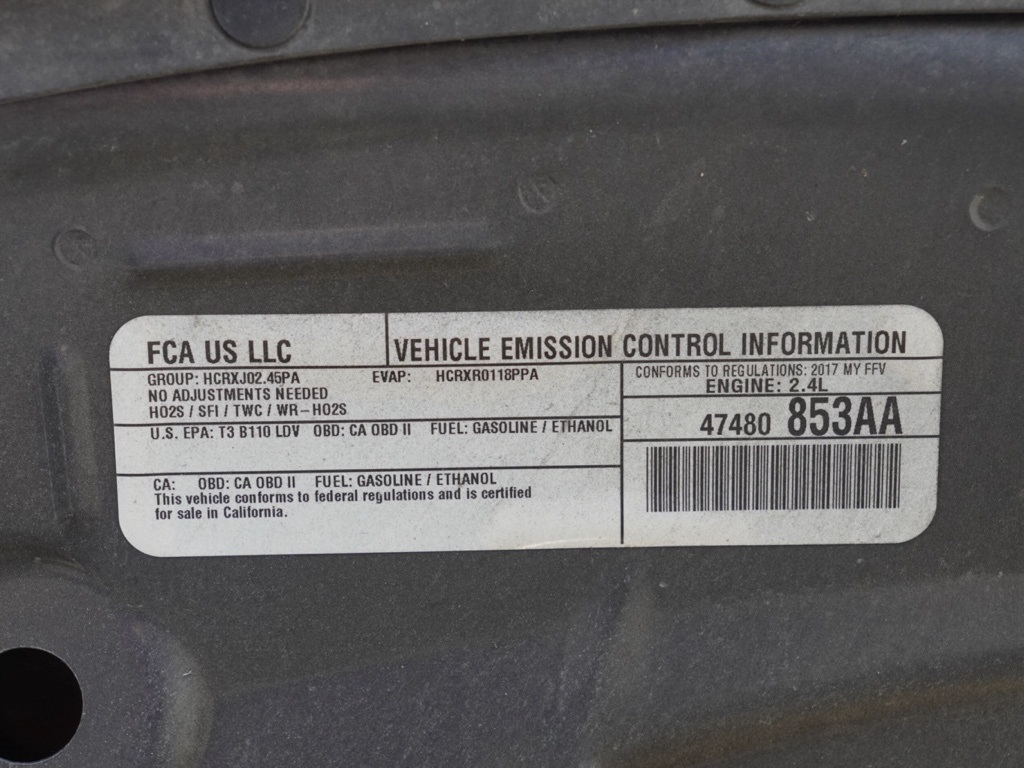 FCA US LLC
VEHICLE EMISSION CONTROL INFORMATION
GROUP: HCRXJ02.45PA EVAP: HCRXR0118PPA
NO ADJUSTMENTS NEEDED
HO2S / SFI / TWC / WR-HO2S
CONFORMS TO REGULATIONS: 2017 MY FFV
ENGINE: 2.4L
47480 853AA
U.S. EPA: T3 B110 LDV OBD: CA OBD II FUEL: GASOLINE / ETHANOL
CA: OBD: CA OBD II FUEL: GASOLINE / ETHANOL
This vehicle conforms to federal regulations and is certified
for sale in California.